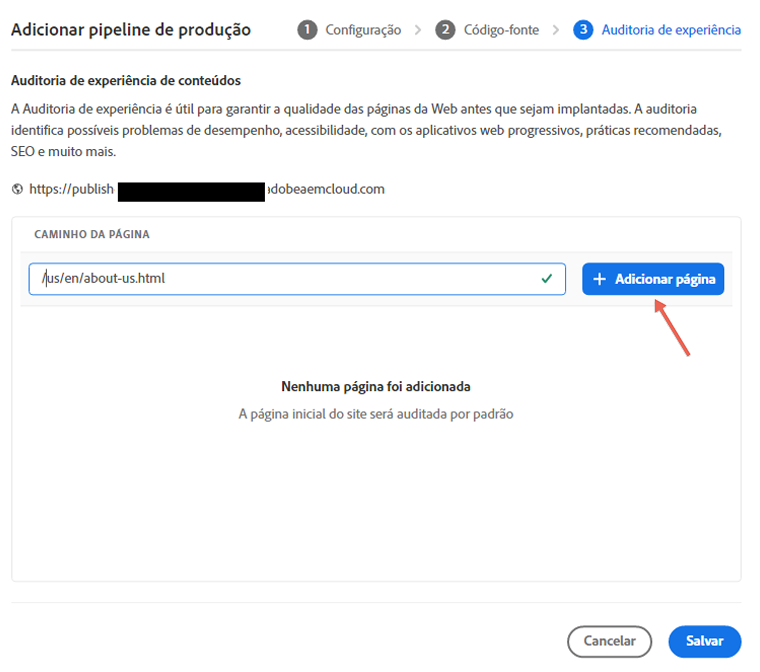 Adicionar pipeline de produção
1 Configuração > 2 Código-fonte > 3 Auditoria de experiência
Auditoria de experiência de conteúdos
A Auditoria de experiência é útil para garantir a qualidade das páginas da Web antes que sejam implantadas. A auditoria
identifica possíveis problemas de desempenho, acessibilidade, com os aplicativos web progressivos, práticas recomendadas,
SEO e muito mais.
https://publish dobeaemcloud.com
CAMINHO DA PÁGINA
/us/en/about-us.html
+ Adicionar página
Nenhuma página foi adicionada
A página inicial do site será auditada por padrão
Cancelar
Salvar